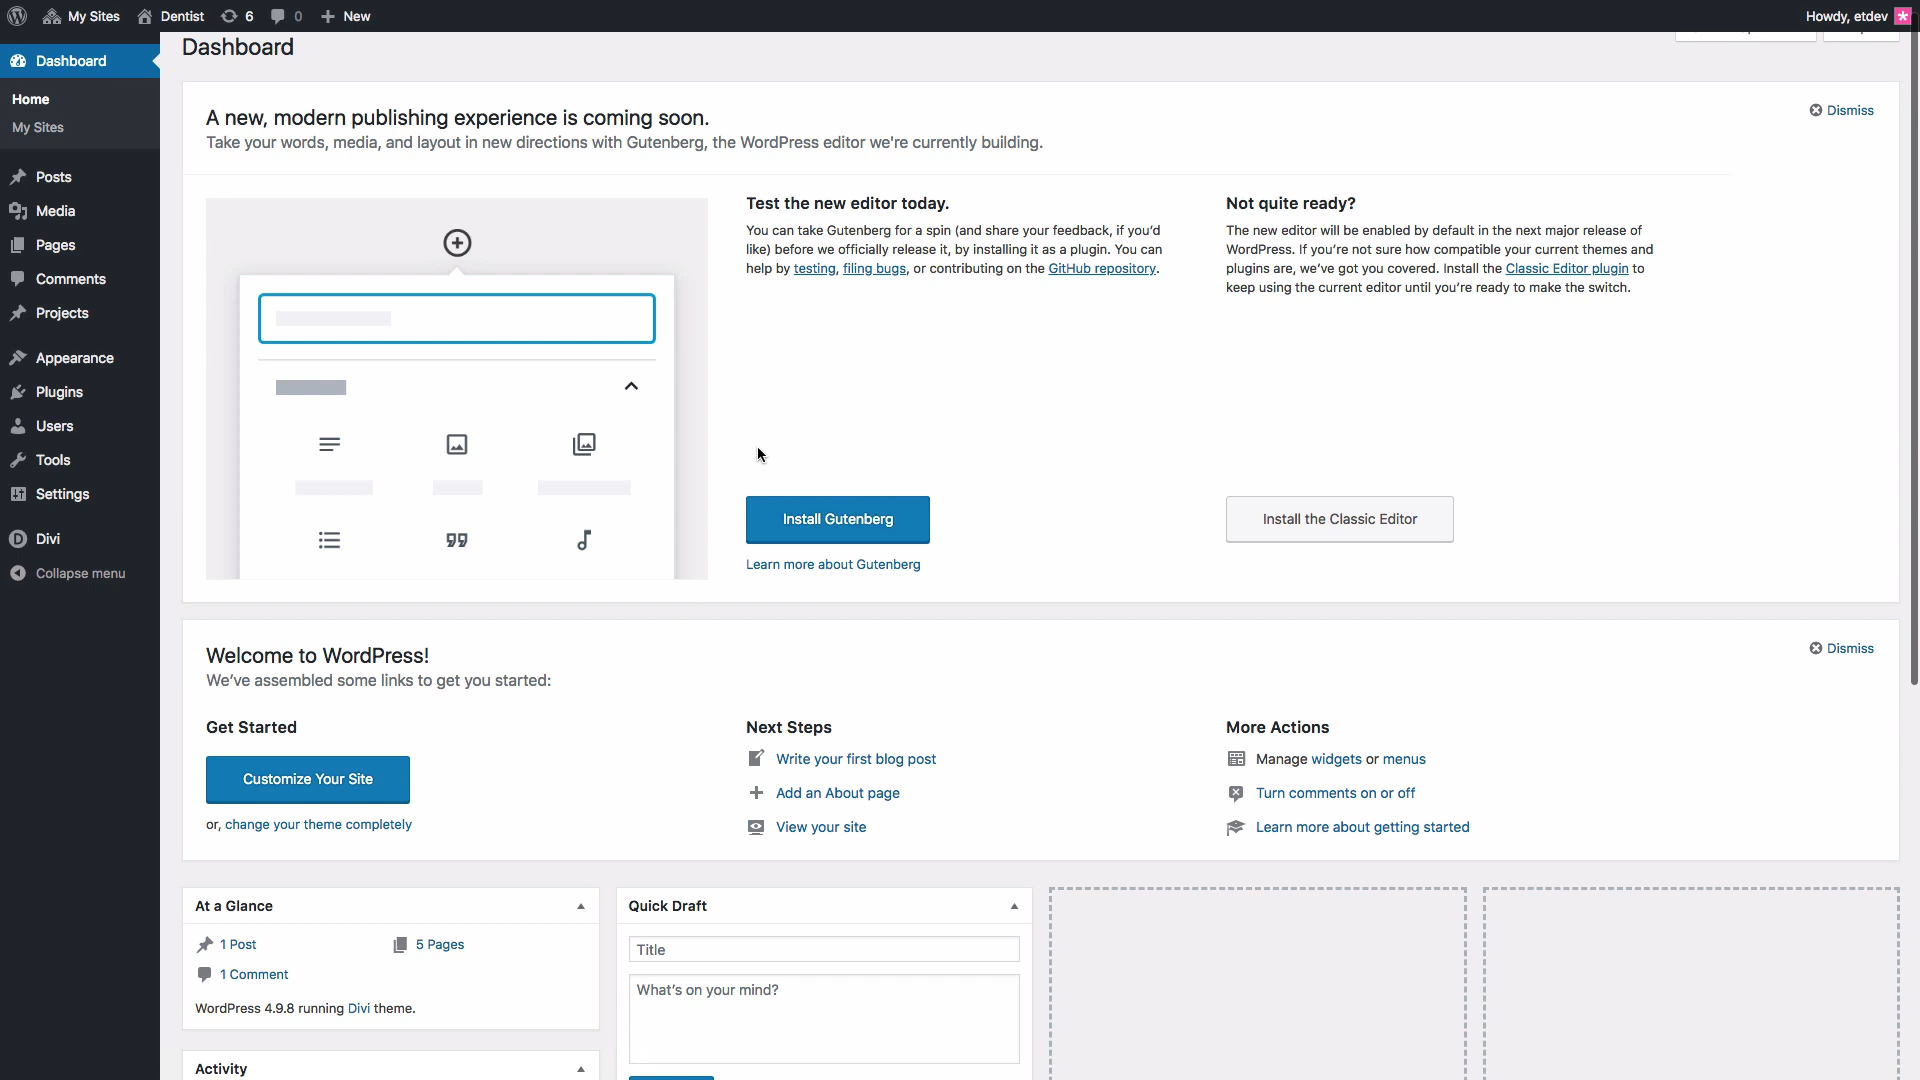 My Sites
Dentist
6
0
New
Howdy, etdev
Dashboard
Home
My Sites
Posts
Media
Pages
Comments
Projects
Appearance
Plugins
Users
Tools
Settings
Divi
Collapse menu
Dashboard
A new, modern publishing experience is coming soon.
Take your words, media, and layout in new directions with Gutenberg, the WordPress editor we're currently building.
Dismiss
Test the new editor today.
You can take Gutenberg for a spin (and share your feedback, if you'd
like) before we officially release it, by installing it as a plugin. You can
help by testing, filing bugs, or contributing on the GitHub repository.
Install Gutenberg
Learn more about Gutenberg
Not quite ready?
The new editor will be enabled by default in the next major release of
WordPress. If you're not sure how compatible your current themes and
plugins are, we've got you covered. Install the Classic Editor plugin to
keep using the current editor until you're ready to make the switch.
Install the Classic Editor
Welcome to WordPress!
We've assembled some links to get you started:
Dismiss
Get Started
Customize Your Site
or, change your theme completely
Next Steps
Write your first blog post
Add an About page
View your site
More Actions
Manage widgets or menus
Turn comments on or off
Learn more about getting started
At a Glance
1 Post
5 Pages
1 Comment
WordPress 4.9.8 running Divi theme.
Activity
Quick Draft
Title
What's on your mind?